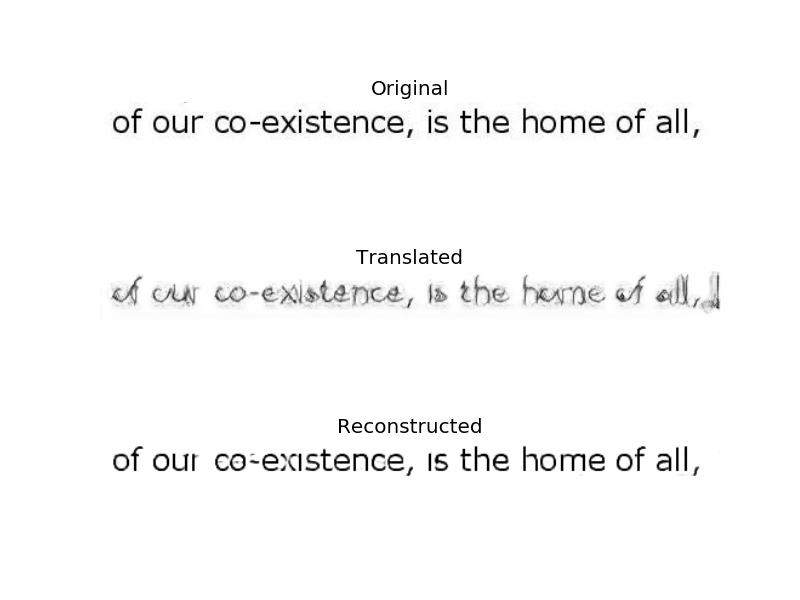 Original
of our co-existence, is the home of all,
Translated
of our co-existence, is the home of all,
Reconstructed
of our co-existence, is the home of all,